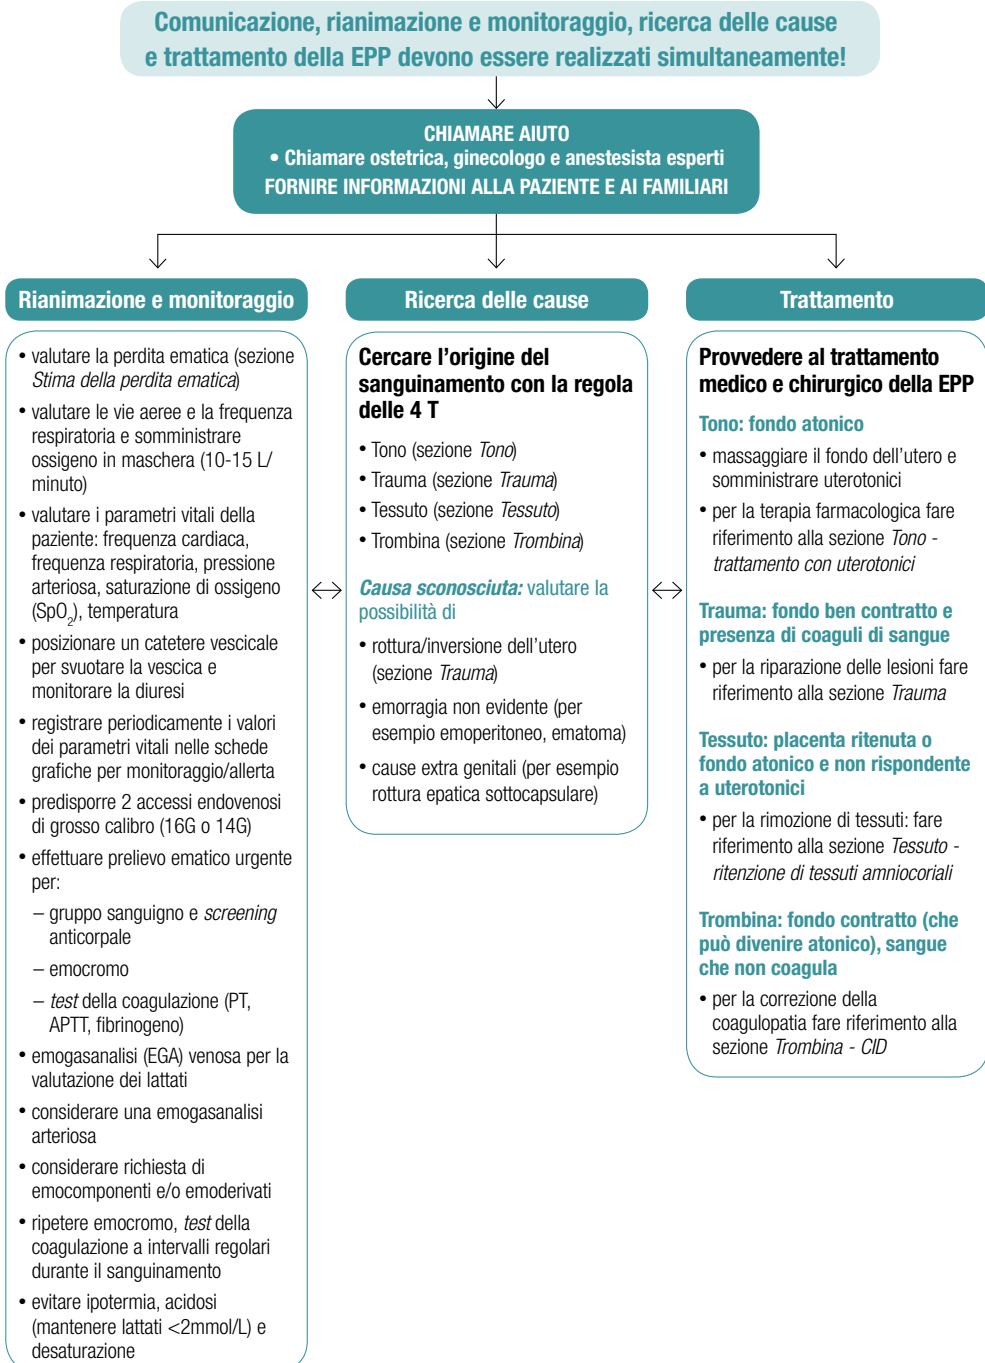 Comunicazione, rianimazione e monitoraggio, ricerca delle cause
e trattamento della EPP devono essere realizzati simultaneamente!
CHIAMARE AIUTO
• Chiamare ostetrica, ginecologo e anestesista esperti
FORNIRE INFORMAZIONI ALLA PAZIENTE E AI FAMILIARI
Rianimazione e monitoraggio
• valutare la perdita ematica (sezione
Stima della perdita ematica)
• valutare le vie aeree e la frequenza
respiratoria e somministrare
ossigeno in maschera (10-15 L/
minuto)
• valutare i parametri vitali della
paziente: frequenza cardiaca,
frequenza respiratoria, pressione
arteriosa, saturazione di ossigeno
(SpO2), temperatura
• posizionare un catetere vescicale
per svuotare la vescica e
monitorare la diuresi
• registrare periodicamente i valori
dei parametri vitali nelle schede
grafiche per monitoraggio/allerta
• predisporre 2 accessi endovenosi
di grosso calibro (16G o 14G)
• effettuare prelievo ematico urgente
per:
– gruppo sanguigno e screening
anticorpale
– emocromo
– test della coagulazione (PT,
APTT, fibrinogeno)
• emogasanalisi (EGA) venosa per la
valutazione dei lattati
• considerare una emogasanalisi
arteriosa
• considerare richiesta di
emocomponenti e/o emoderivati
• ripetere emocromo, test della
coagulazione a intervalli regolari
durante il sanguinamento
• evitare ipotermia, acidosi
(mantenere lattati <2mmol/L) e
desaturazione
Ricerca delle cause
Cercare l'origine del
sanguinamento con la regola
delle 4 T
• Tono (sezione Tono)
• Trauma (sezione Trauma)
• Tessuto (sezione Tessuto)
• Trombina (sezione Trombina)
Causa sconosciuta: valutare la
possibilità di
• rottura/inversione dell'utero
(sezione Trauma)
• emorragia non evidente (per
esempio emoperitoneo, ematoma)
• cause extra genitali (per esempio
rottura epatica sottocapsulare)
Trattamento
Provvedere al trattamento
medico e chirurgico della EPP
Tono: fondo atonico
• massaggiare il fondo dell'utero e
somministrare uterotonici
• per la terapia farmacologica fare
riferimento alla sezione Tono -
trattamento con uterotonici
Trauma: fondo ben contratto e
presenza di coaguli di sangue
• per la riparazione delle lesioni fare
riferimento alla sezione Trauma
Tessuto: placenta ritenuta o
fondo atonico e non rispondente
a uterotonici
• per la rimozione di tessuti: fare
riferimento alla sezione Tessuto -
ritenzione di tessuti amniocoriali
Trombina: fondo contratto (che
può divenire atonico), sangue
che non coagula
• per la correzione della
coagulopatia fare riferimento alla
sezione Trombina - CID